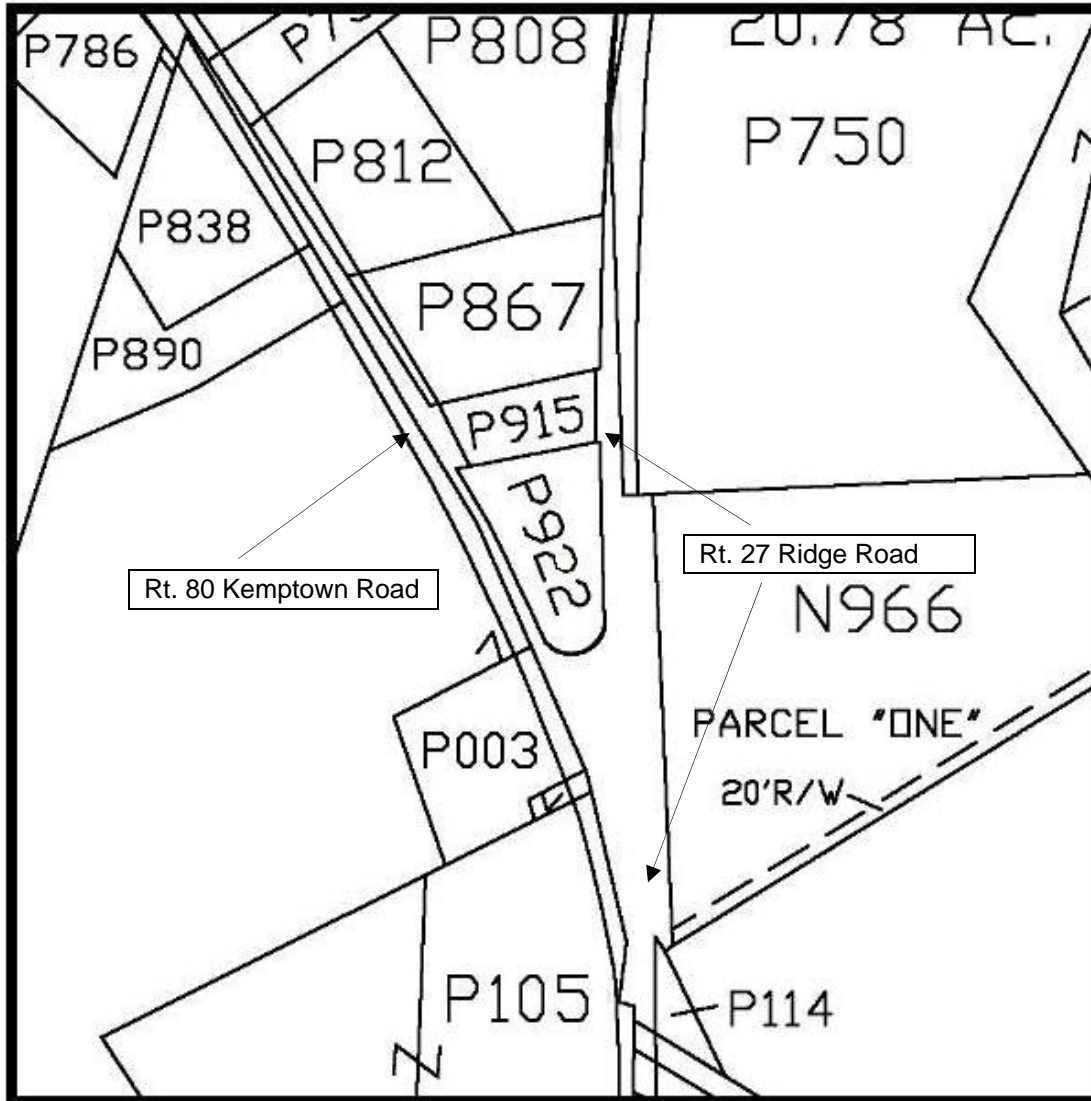 20.78 AC.
P786
P808
P812
P750
P838
P867
P890
P915
P922
Rt. 80 Kemptown Road
Rt. 27 Ridge Road
N966
PARCEL "ONE"
P003
20'R/W
P105
P114